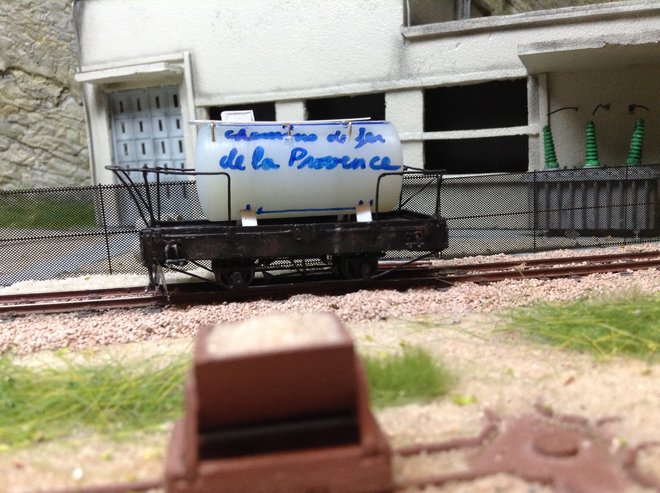 chemins de fer
de la Provence